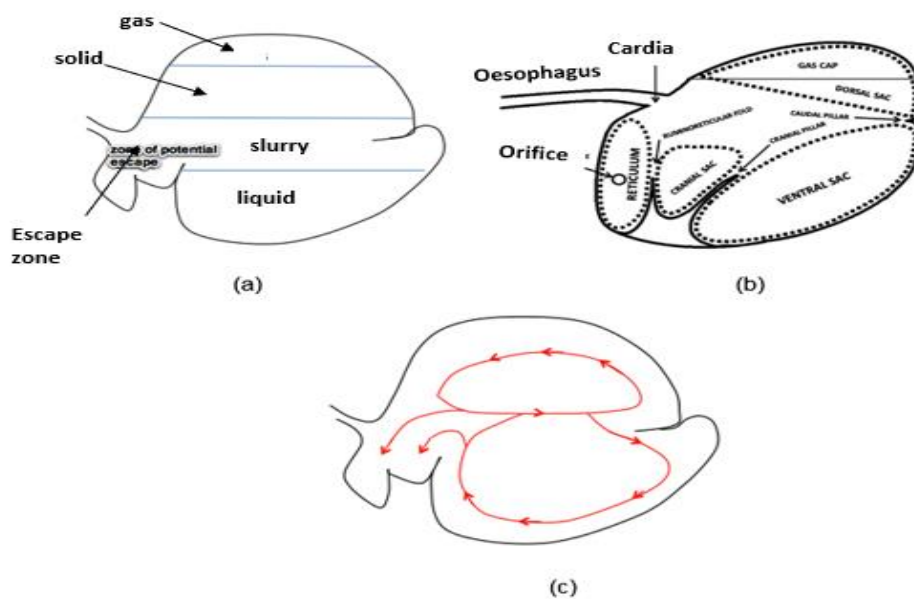 gas
solid
zone of potential
escape
slurry
liquid
Escape
zone
(a)
Cardia
Oesophagus
Orifice
GAS CAP
DORSAL SAC
CAUDAL PILLAR
RUMINORETICULAR FOLD
CRANIAL PILLAR
RETICULUM
CRANIAL SAC
VENTRAL SAC
(b)
(c)